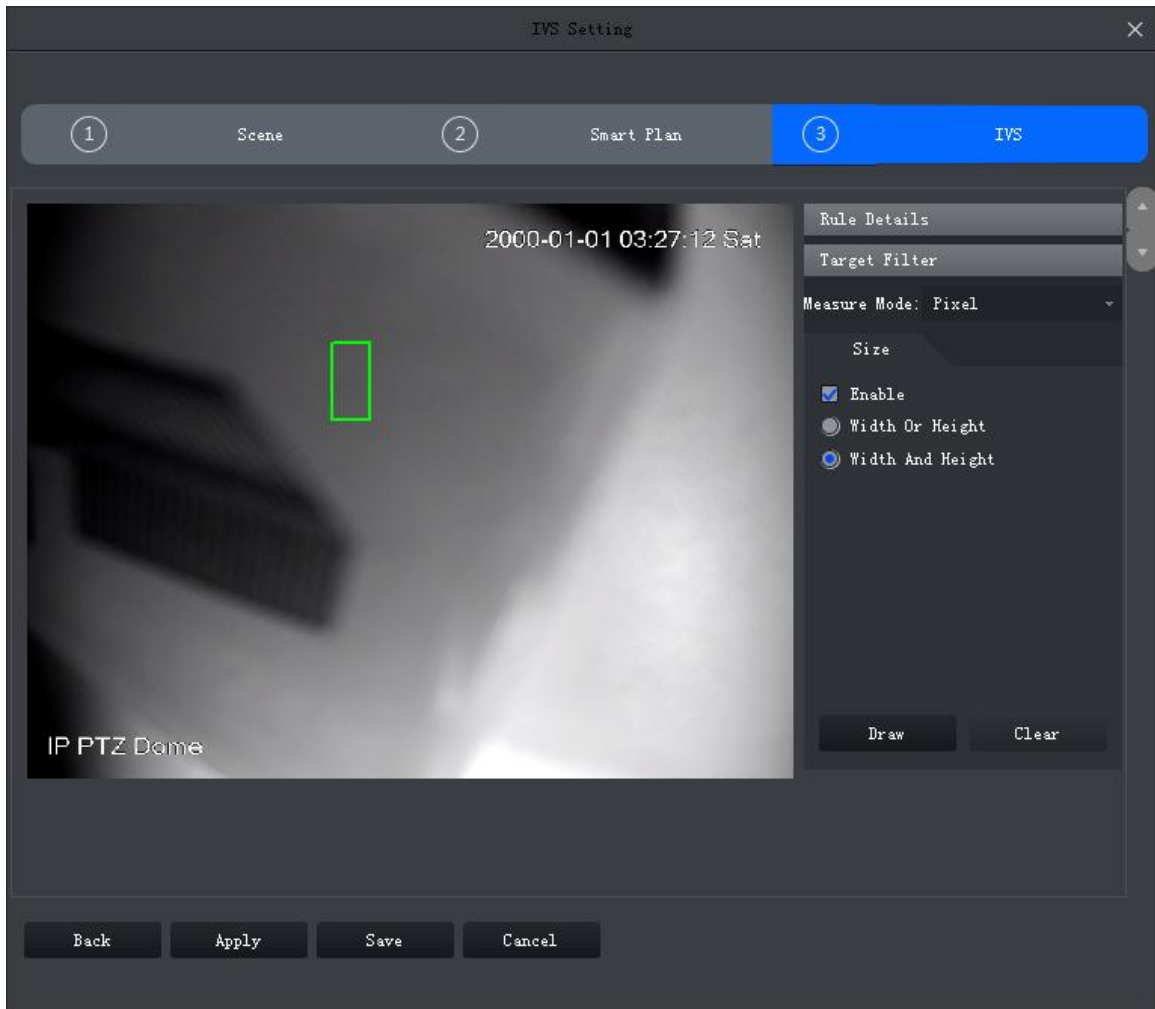 IVS Setting
1 Scene 2 Smart Plan 3 IVS
2000-01-01 03:27:12 Sat
IP PTZ Dome
Rule Details
Target Filter
Measure Mode: Pixel
Size
Enable
Width Or Height
Width And Height
Draw Clear
Back Apply Save Cancel